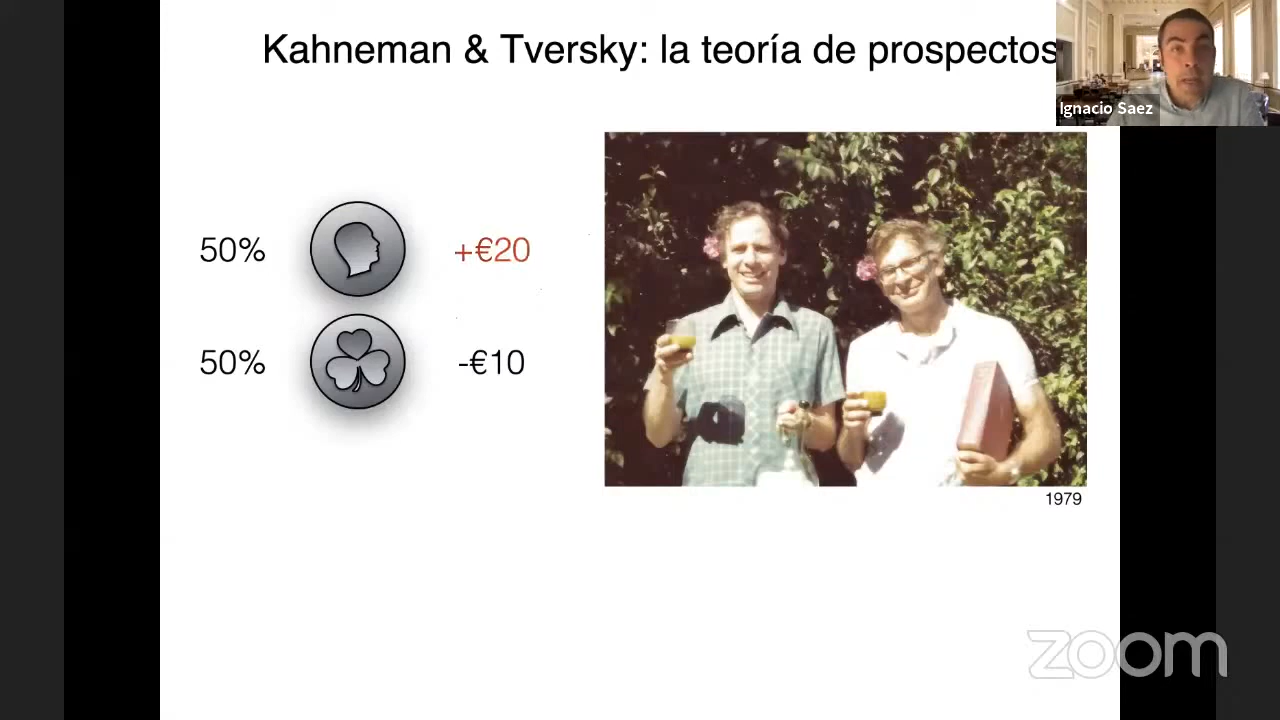 Kahneman & Tversky: la teoría de prospectos
Ignacio Saez
50% +€20
50% -€10
1979
zoom